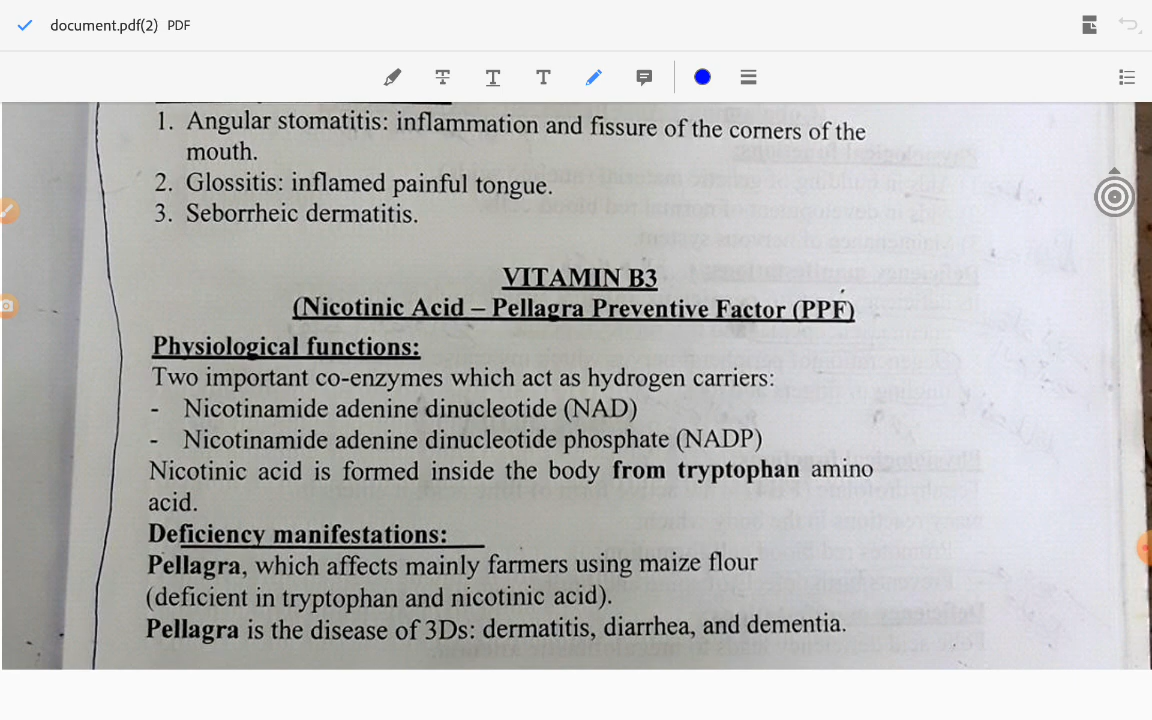 document.pdf(2) PDF
1. Angular stomatitis: inflammation and fissure of the corners of the
mouth.
2. Glossitis: inflamed painful tongue.
3. Seborrheic dermatitis.
VITAMIN B3
(Nicotinic Acid – Pellagra Preventive Factor (PPF)
Physiological functions:
Two important co-enzymes which act as hydrogen carriers:
- Nicotinamide adenine dinucleotide (NAD)
- Nicotinamide adenine dinucleotide phosphate (NADP)
Nicotinic acid is formed inside the body from tryptophan amino
acid.
Deficiency manifestations:
Pellagra, which affects mainly farmers using maize flour
(deficient in tryptophan and nicotinic acid).
Pellagra is the disease of 3Ds: dermatitis, diarrhea, and dementia.